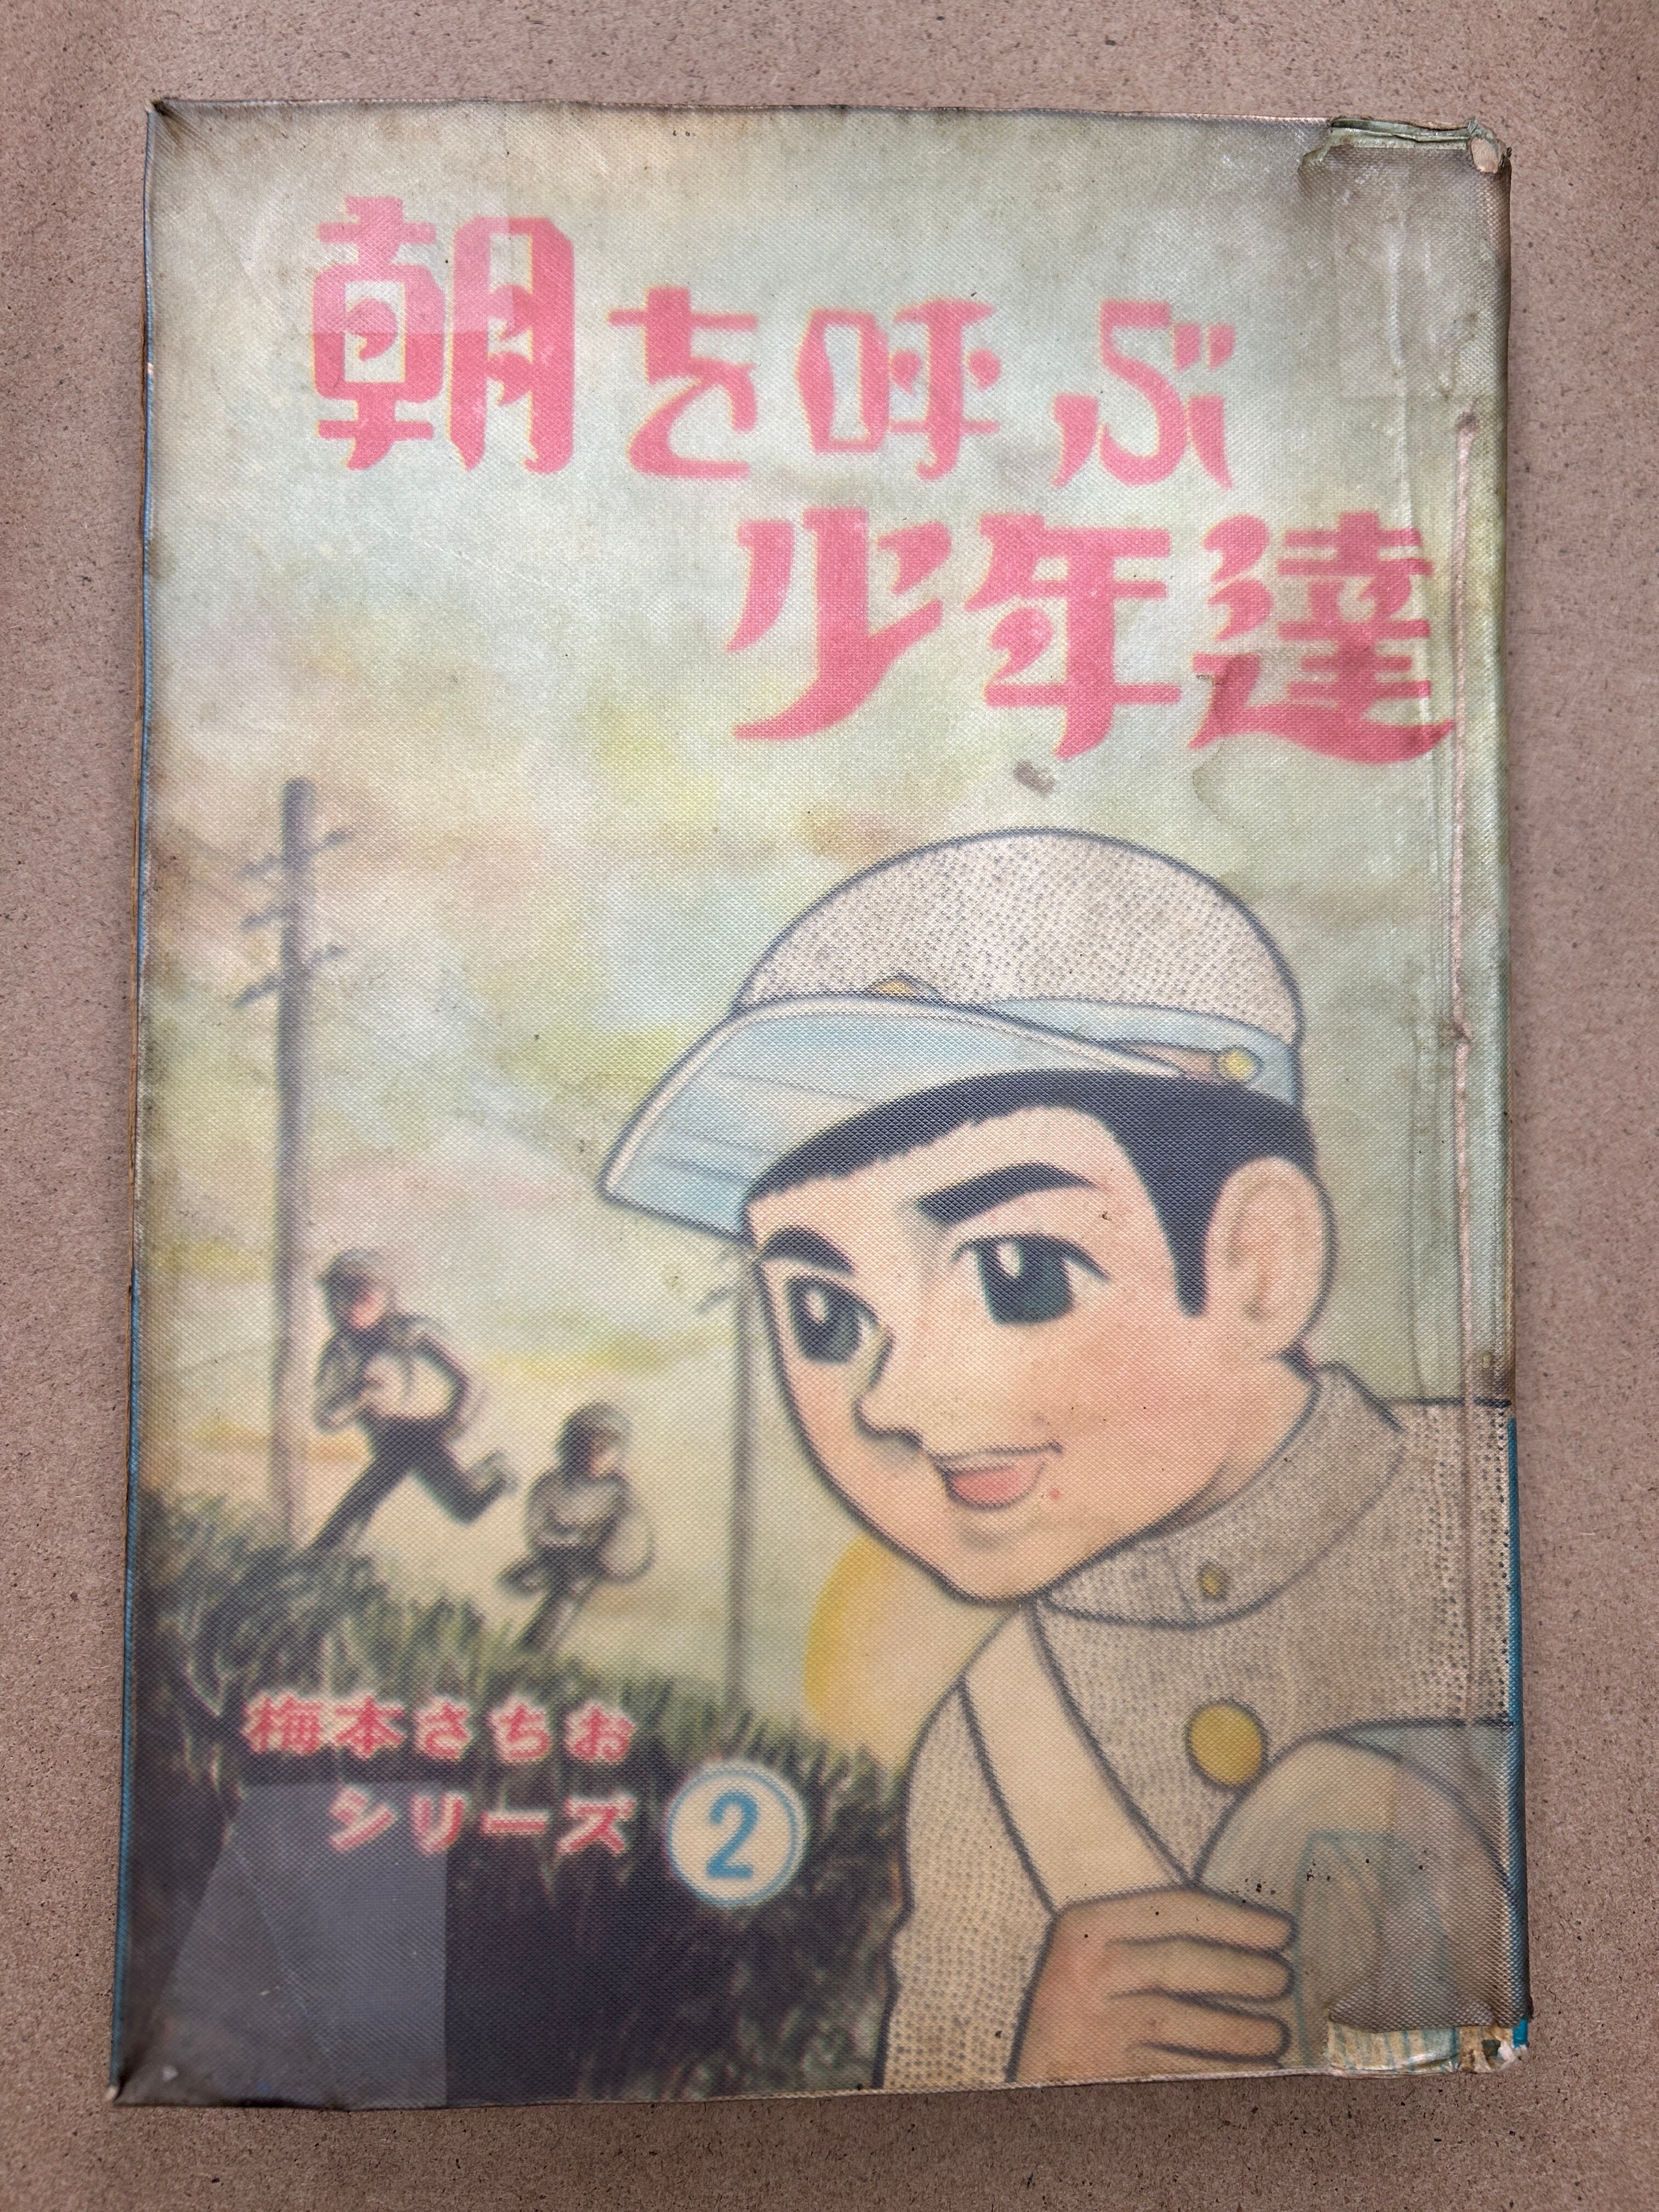 朝を呼ぶ
少年達
梅本さちお
シリーズ 2